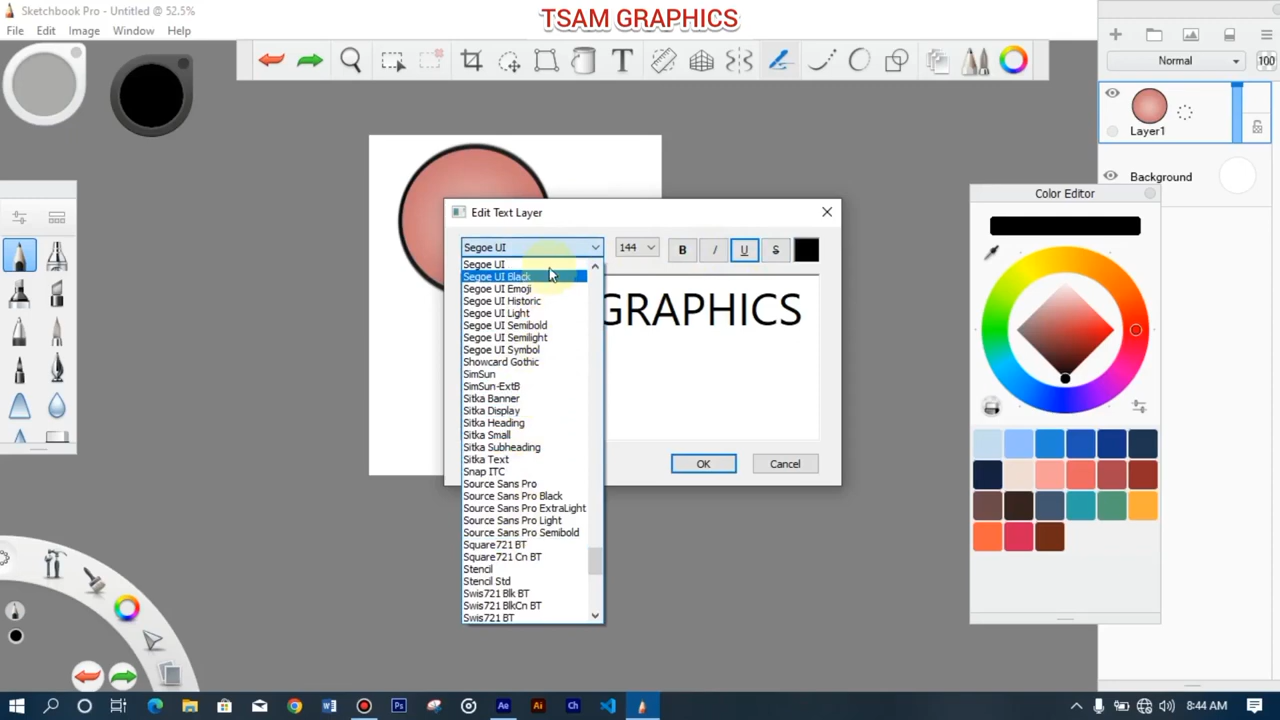 Sketchbook Pro - Untitled @ 52.5%
TSAM GRAPHICS
File Edit Image Window Help
T
Normal
100
Layer1
Background
Edit Text Layer
Color Editor
Segoe UI
144
B I U S
GRAPHICS
Segoe UI
Segoe UI Black
Segoe UI Emoji
Segoe UI Historic
Segoe UI Light
Segoe UI Semibold
Segoe UI Semilight
Segoe UI Symbol
Showcard Gothic
SimSun
SimSun-ExtB
Sitka Banner
Sitka Display
Sitka Heading
Sitka Small
Sitka Subheading
Sitka Text
Snap ITC
Source Sans Pro
Source Sans Pro Black
Source Sans Pro ExtraLight
Source Sans Pro Light
Source Sans Pro Semibold
Square721 BT
Square721 Cn BT
Stencil
Stencil Std
Swis721 Blk BT
Swis721 BlkCn BT
Swis721 BT
OK
Cancel
Ps
Ae
Ai
Ch
8:44 AM